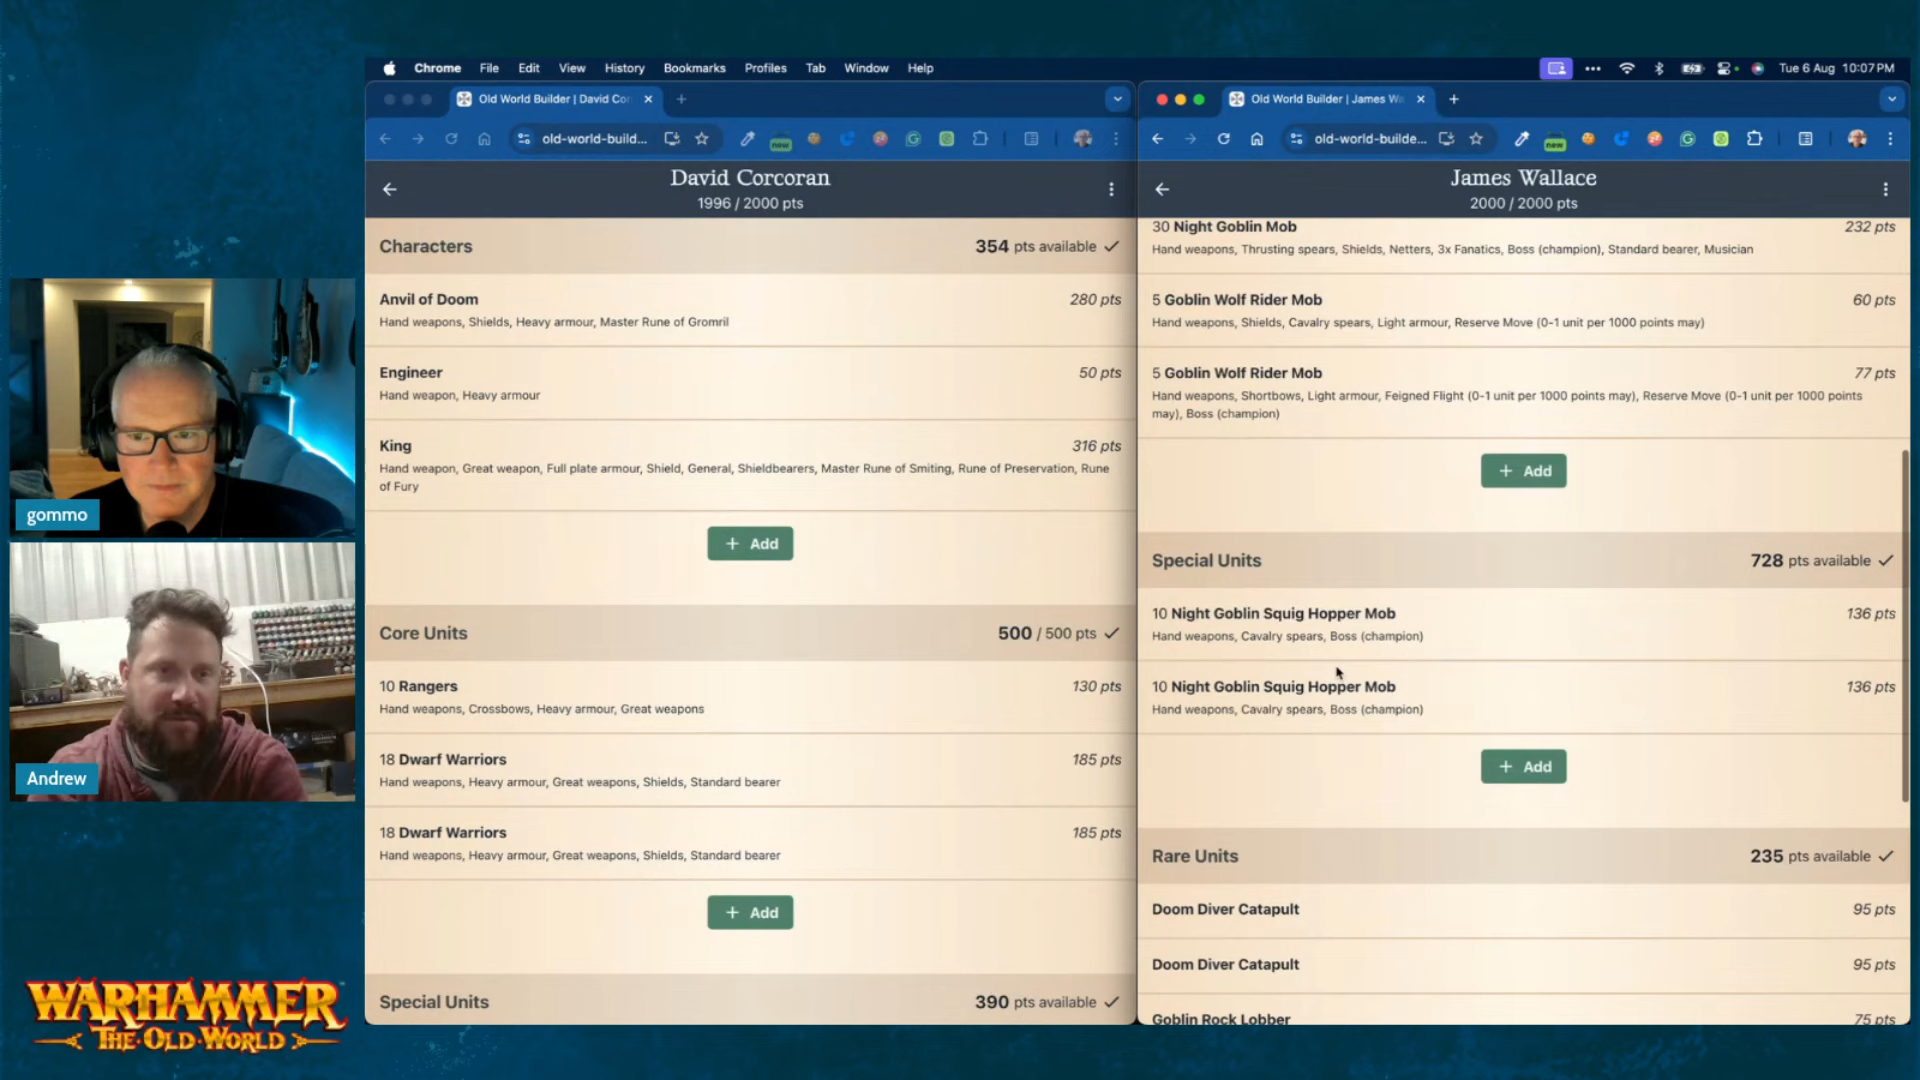 Chrome File Edit View History Bookmarks Profiles Tab Window Help
Tue 6 Aug 10:07 PM
Old World Builder | David Co
old-world-build...
new
David Corcoran
1996 / 2000 pts
Characters 354 pts available
Anvil of Doom 280 pts
Hand weapons, Shields, Heavy armour, Master Rune of Gromril
Engineer 50 pts
Hand weapon, Heavy armour
King 316 pts
Hand weapon, Great weapon, Full plate armour, Shield, General, Shieldbearers, Master Rune of Smiting, Rune of Preservation, Rune
of Fury
+ Add
Core Units 500 / 500 pts
10 Rangers 130 pts
Hand weapons, Crossbows, Heavy armour, Great weapons
18 Dwarf Warriors 185 pts
Hand weapons, Heavy armour, Great weapons, Shields, Standard bearer
18 Dwarf Warriors 185 pts
Hand weapons, Heavy armour, Great weapons, Shields, Standard bearer
+ Add
Special Units 390 pts available
Old World Builder | James Wa
old-world-builde...
new
James Wallace
2000 / 2000 pts
30 Night Goblin Mob 232 pts
Hand weapons, Thrusting spears, Shields, Netters, 3x Fanatics, Boss (champion), Standard bearer, Musician
5 Goblin Wolf Rider Mob 60 pts
Hand weapons, Shields, Cavalry spears, Light armour, Reserve Move (0-1 unit per 1000 points may)
5 Goblin Wolf Rider Mob 77 pts
Hand weapons, Shortbows, Light armour, Feigned Flight (0-1 unit per 1000 points may), Reserve Move (0-1 unit per 1000 points
may), Boss (champion)
+ Add
Special Units 728 pts available
10 Night Goblin Squig Hopper Mob 136 pts
Hand weapons, Cavalry spears, Boss (champion)
10 Night Goblin Squig Hopper Mob 136 pts
Hand weapons, Cavalry spears, Boss (champion)
+ Add
Rare Units 235 pts available
Doom Diver Catapult 95 pts
Doom Diver Catapult 95 pts
Goblin Rock Lobber 75 pts
gommo
Andrew
WARHAMMER
THE OLD WORLD